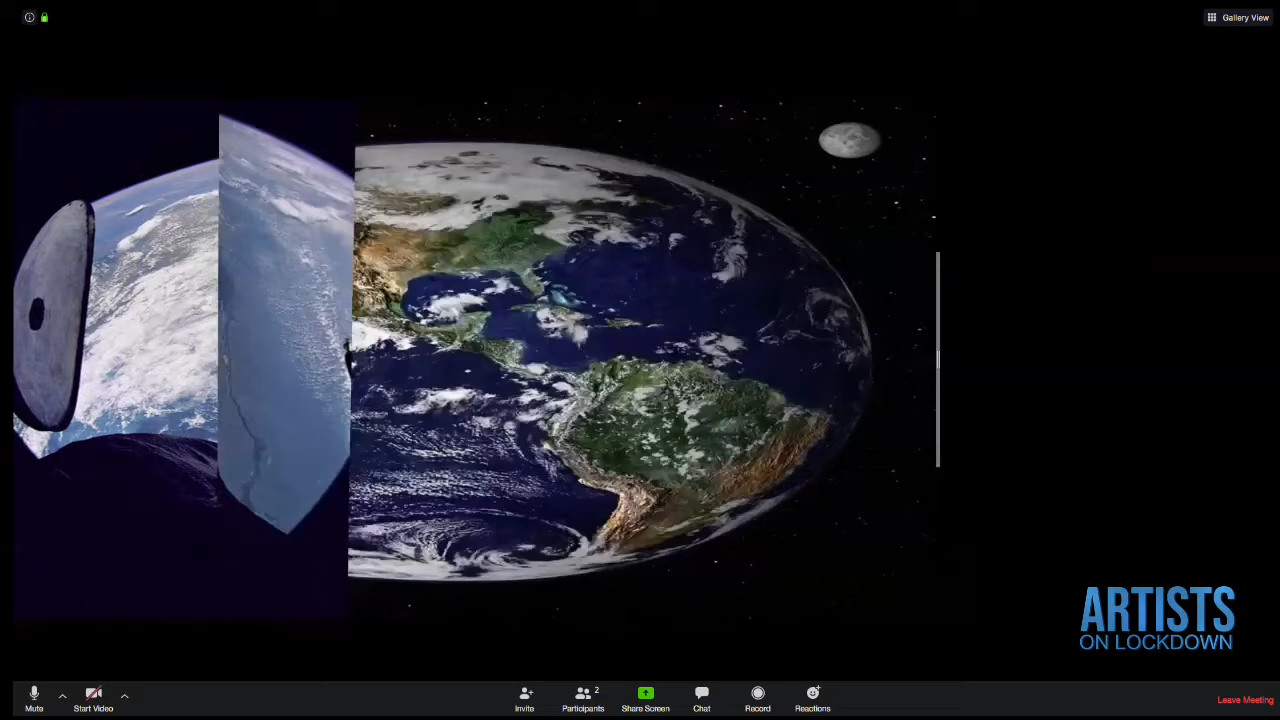 Gallery View
ARTISTS
ON LOCKDOWN
Mute
Start Video
Invite
Participants
2
Share Screen
Chat
Record
Reactions
Leave Meeting